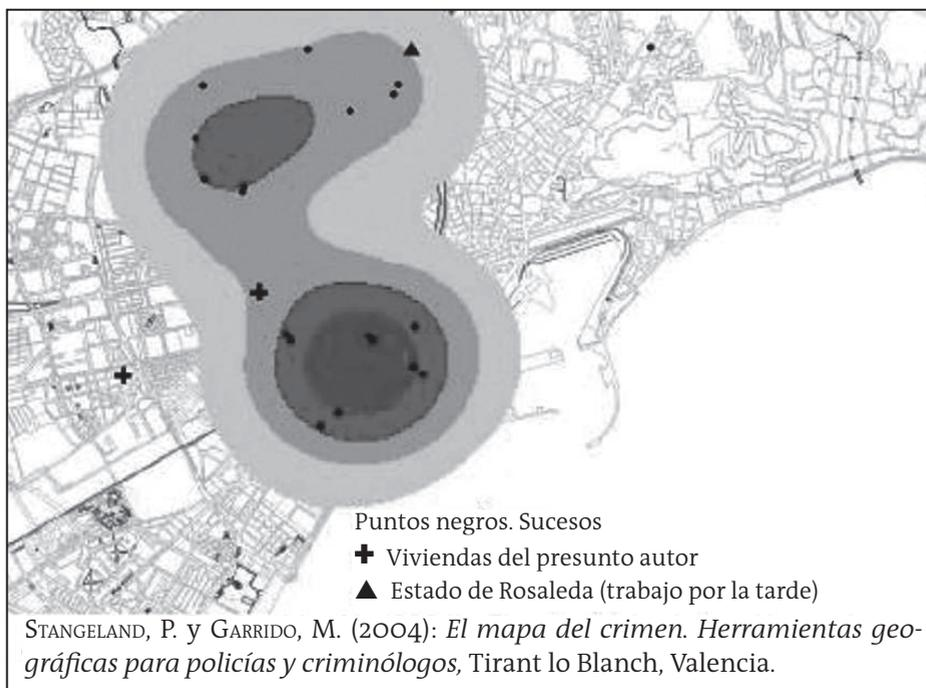 Puntos negros. Sucesos
✚ Viviendas del presunto autor
▲ Estado de Rosaleda (trabajo por la tarde)
STANGELAND, P. y GARRIDO, M. (2004): El mapa del crimen. Herramientas geo-
gráficas para policías y criminólogos, Tirant lo Blanch, Valencia.